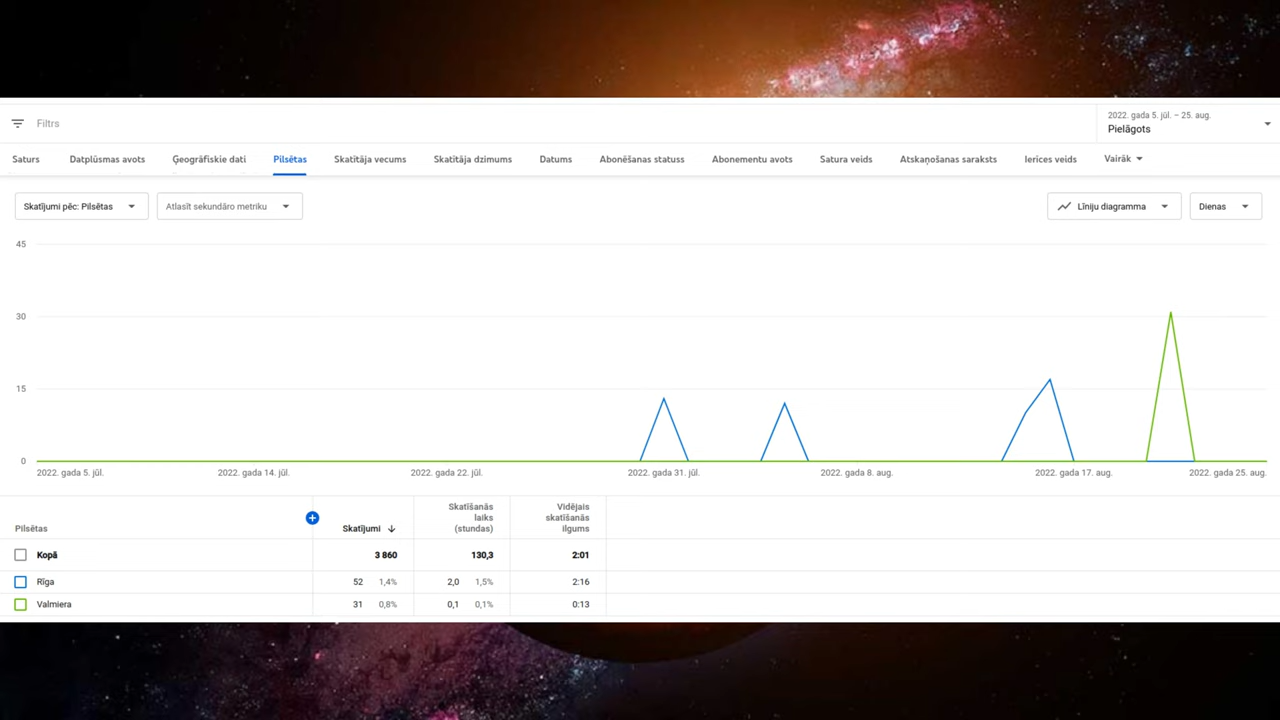 Filtrs
2022. gada 5. jūl. – 25. aug.
Pielāgots
Saturs Datplūsmas avots Ģeogrāfiskie dati Pilsētas Skatītāja vecums Skatītāja dzimums Datums Abonēšanas statuss Abonementu avots Satura veids Atskaņošanas saraksts Ierīces veids Vairāk
Skatījumi pēc: Pilsētas Atlasīt sekundāro metriku Līniju diagramma Dienas
45
30
15
0
2022. gada 5. jūl. 2022. gada 14. jūl. 2022. gada 22. jūl. 2022. gada 31. jūl. 2022. gada 8. aug. 2022. gada 17. aug. 2022. gada 25. aug.
Pilsētas
Skatījumi
Skatīšanās
laiks
(stundas)
Vidējais
skatīšanās
ilgums
Kopā 3 860 130,3 2:01
Rīga 52 1,4% 2,0 1,5% 2:16
Valmiera 31 0,8% 0,1 0,1% 0:13